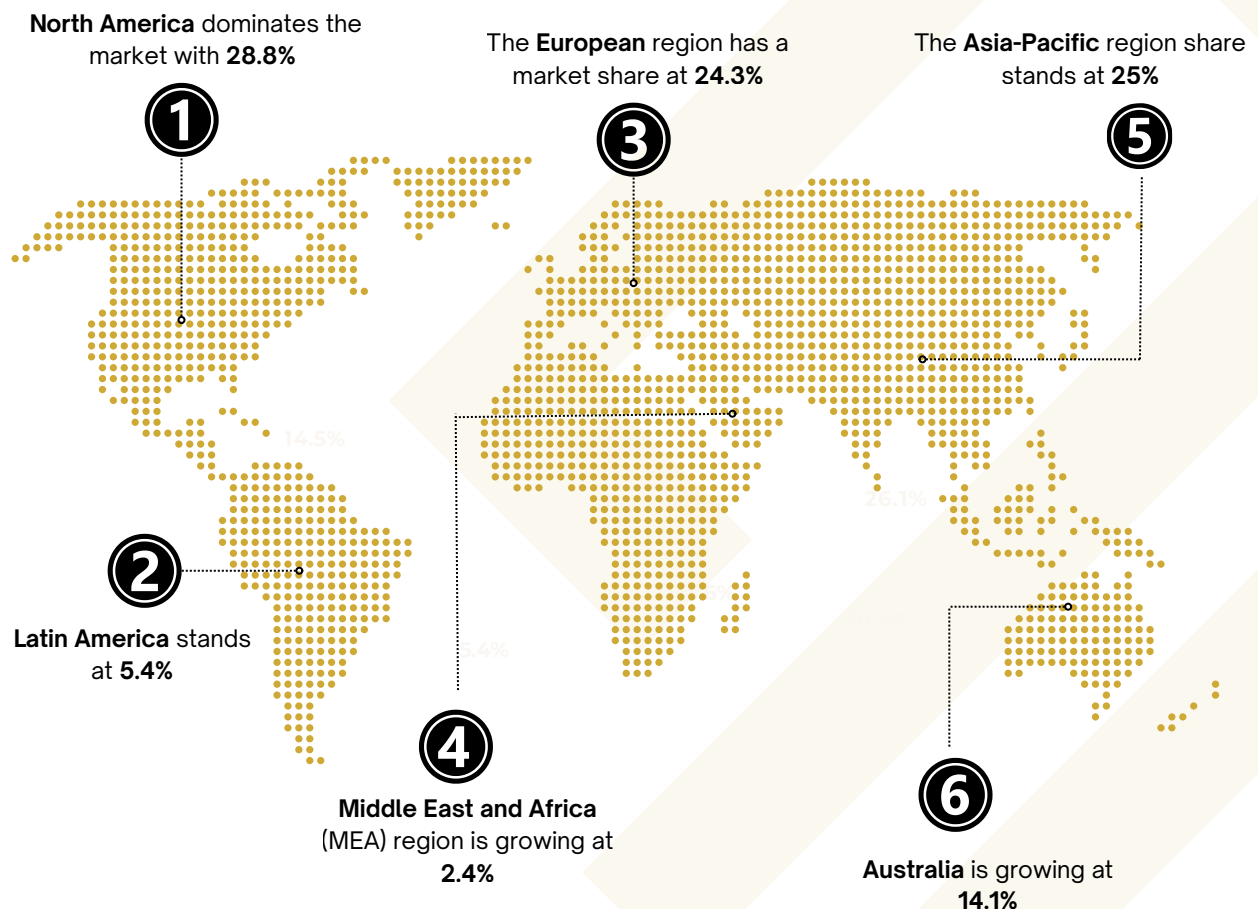 North America dominates the
market with 28.8%
1
The European region has a
market share at 24.3%
3
The Asia-Pacific region share
stands at 25%
5
14.5%
26.1%
2
Latin America stands
at 5.4%
5.4%
4
Middle East and Africa
(MEA) region is growing at
2.4%
6
Australia is growing at
14.1%